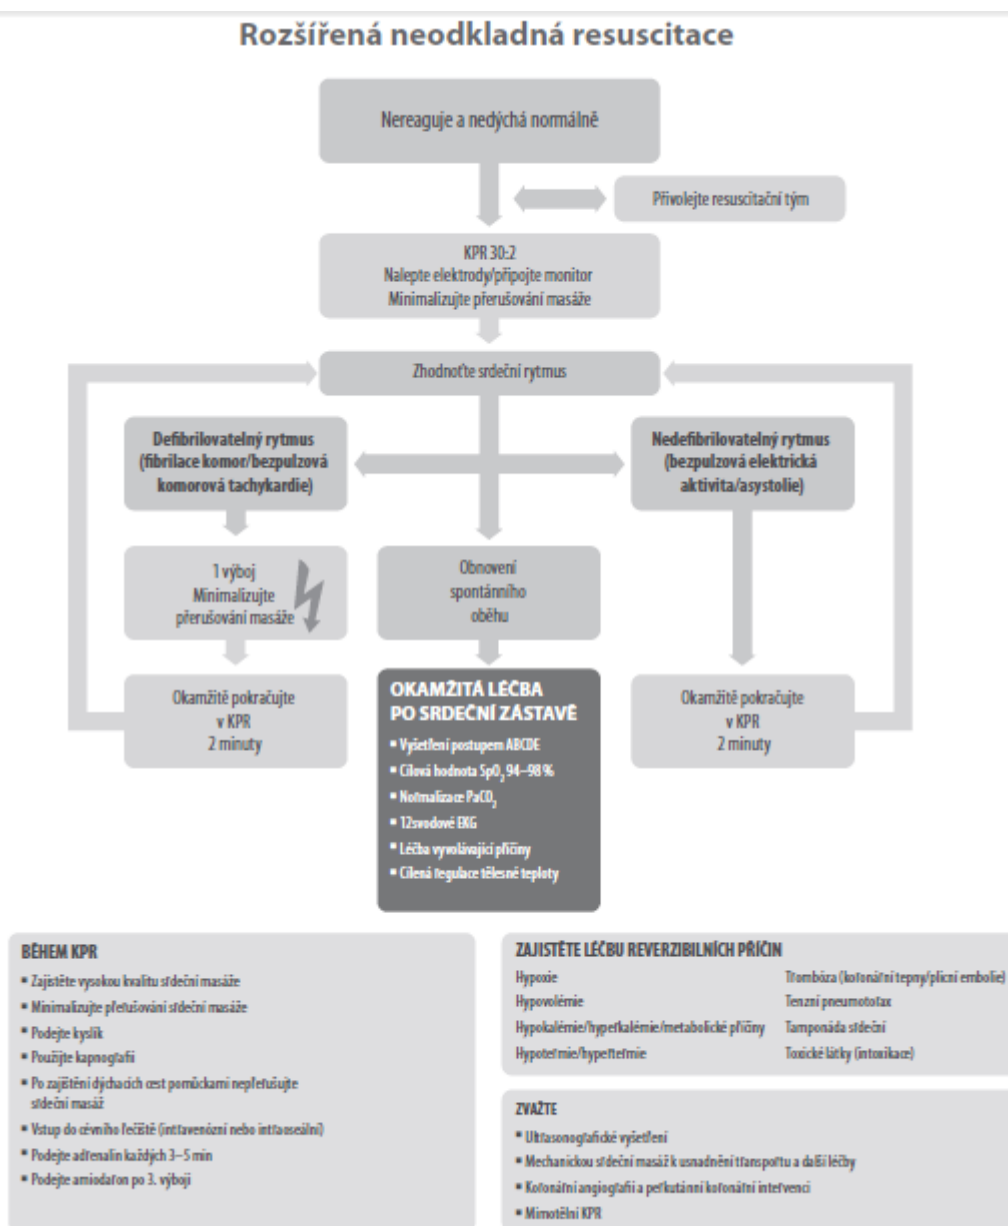 Rozšířená neodkladná resuscitace
Nereaguje a nedýchá normálně
Přivolejte resuscitační tým
KPR 30:2
Nalepte elektrody/připojte monitor
Minimalizujte přerušování masáže
Zhodnoťte srdeční rytmus
Defibrilovatelný rytmus
(fibrilace komor/bezpulzová
komorová tachykardie)
Nedefibrilovatelný rytmus
(bezpulzová elektrická
aktivita/asystolie)
1 výboj
Minimalizujte
přerušování masáže
Obnovení
spontánního
oběhu
Okamžitě pokračujte
v KPR
2 minuty
OKAMŽITÁ LÉČBA
PO SRDEČNÍ ZÁSTAVĚ
▪ Vyšetření postupem ABCDE
▪ Cílová hodnota SpO₂ 94–98 %
▪ Normalizace PaCO₂
▪ 12svodové EKG
▪ Léčba vyvolávající příčiny
▪ Cílená regulace tělesné teploty
Okamžitě pokračujte
v KPR
2 minuty
BĚHEM KPR
▪ Zajistěte vysokou kvalitu srdeční masáže
▪ Minimalizujte přerušování srdeční masáže
▪ Podejte kyslík
▪ Použijte kapnografii
▪ Po zajištění dýchacích cest pomůckami nepřerušujte
srdeční masáž
▪ Vstup do cévního řečiště (intravenózní nebo intraoseální)
▪ Podejte adrenalin každých 3–5 min
▪ Podejte amiodaron po 3. výboji
ZAJISTĚTE LÉČBU REVERZIBILNÍCH PŘÍČIN
Hypoxie
Hypovolémie
Hypokalémie/hyperkalémie/metabolické příčiny
Hypotermie/hypertermie
Trombóza (koronární tepny/plicní embolie)
Tenzní pneumotorax
Tamponáda srdeční
Toxické látky (intoxikace)
ZVAŽTE
▪ Ultrasonografické vyšetření
▪ Mechanickou srdeční masáž k usnadnění transportu a další léčby
▪ Koronární angiografii a perkutánní koronární intervenci
▪ Mimotělní KPR